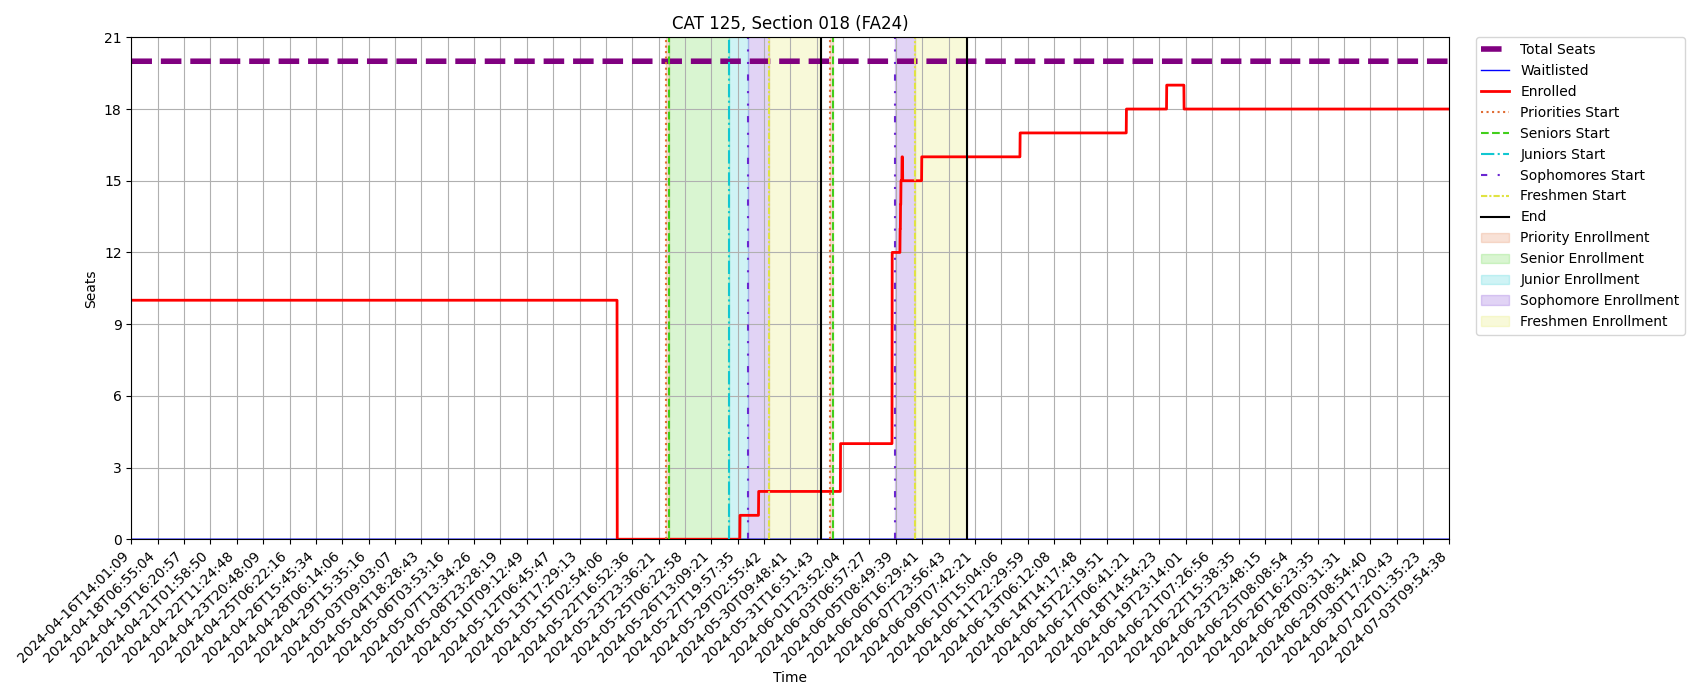 CAT 125, Section 018 (FA24)
21
18
15
12
9
6
3
0
Seats
2024-04-16T14:01:09
2024-04-18T06:55:04
2024-04-19T16:20:57
2024-04-21T01:58:50
2024-04-22T11:24:48
2024-04-23T20:48:09
2024-04-25T06:22:16
2024-04-26T15:45:34
2024-04-28T06:14:06
2024-04-29T15:35:16
2024-05-03T09:03:07
2024-05-04T18:28:43
2024-05-06T03:53:16
2024-05-07T13:34:26
2024-05-08T23:28:19
2024-05-10T09:12:49
2024-05-12T06:45:47
2024-05-13T17:29:13
2024-05-15T02:54:06
2024-05-22T16:52:36
2024-05-23T23:36:21
2024-05-25T06:22:58
2024-05-26T13:09:21
2024-05-27T19:57:35
2024-05-29T02:55:42
2024-05-30T09:48:41
2024-05-31T16:51:43
2024-06-01T23:52:04
2024-06-03T06:57:27
2024-06-05T08:49:39
2024-06-06T16:29:41
2024-06-07T23:56:43
2024-06-09T07:42:21
2024-06-10T15:04:06
2024-06-11T22:29:59
2024-06-13T06:12:08
2024-06-14T14:17:48
2024-06-15T22:19:51
2024-06-17T06:41:21
2024-06-18T14:54:23
2024-06-19T23:14:01
2024-06-21T07:26:56
2024-06-22T15:38:35
2024-06-23T23:48:15
2024-06-25T08:08:54
2024-06-26T16:23:35
2024-06-28T00:31:31
2024-06-29T08:54:40
2024-06-30T17:20:43
2024-07-02T01:35:23
2024-07-03T09:54:38
Time
Total Seats
Waitlisted
Enrolled
Priorities Start
Seniors Start
Juniors Start
Sophomores Start
Freshmen Start
End
Priority Enrollment
Senior Enrollment
Junior Enrollment
Sophomore Enrollment
Freshmen Enrollment